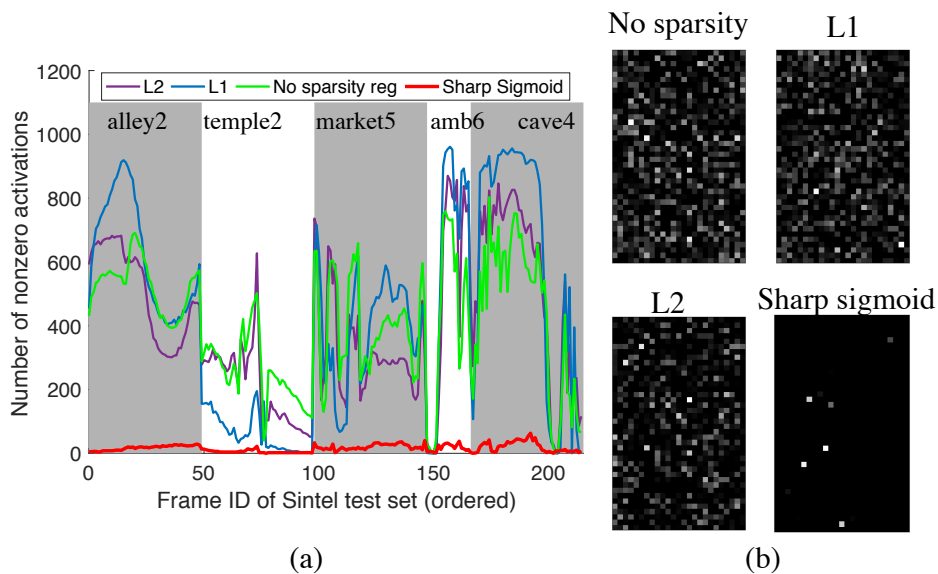 1200
1000
800
600
400
200
0
Number of nonzero activations
L2 L1 No sparsity reg Sharp Sigmoid
alley2 temple2 market5 amb6 cave4
0 50 100 150 200
Frame ID of Sintel test set (ordered)
(a)
No sparsity L1
L2 Sharp sigmoid
(b)